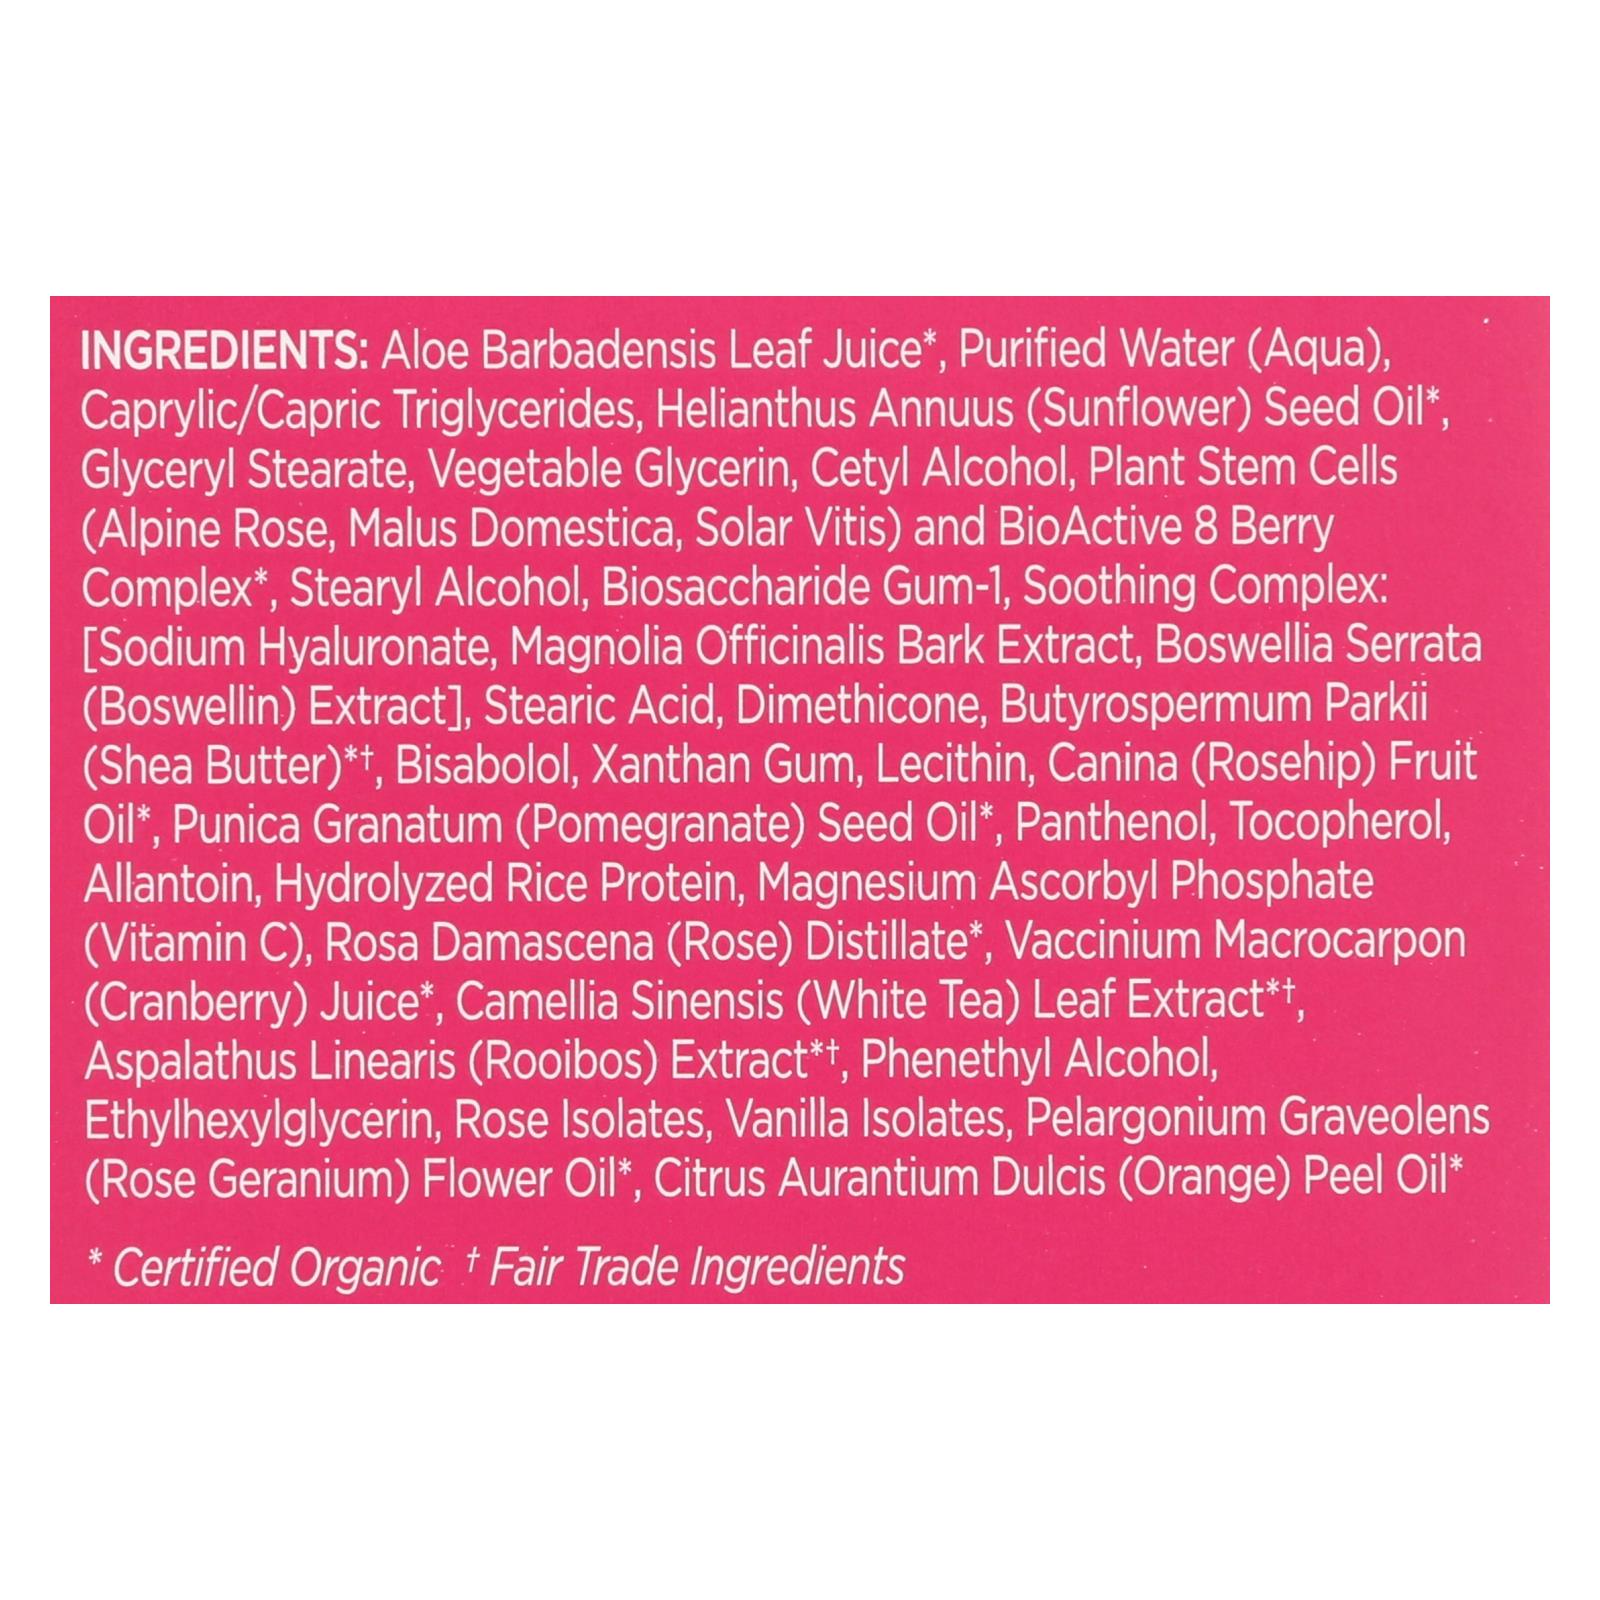 INGREDIENTS: Aloe Barbadensis Leaf Juice*, Purified Water (Aqua),
Caprylic/Capric Triglycerides, Helianthus Annuus (Sunflower) Seed Oil*,
Glyceryl Stearate, Vegetable Glycerin, Cetyl Alcohol, Plant Stem Cells
(Alpine Rose, Malus Domestica, Solar Vitis) and BioActive 8 Berry
Complex*, Stearyl Alcohol, Biosaccharide Gum-1, Soothing Complex:
[Sodium Hyaluronate, Magnolia Officinalis Bark Extract, Boswellia Serrata
(Boswellin) Extract], Stearic Acid, Dimethicone, Butyrospermum Parkii
(Shea Butter)*†, Bisabolol, Xanthan Gum, Lecithin, Canina (Rosehip) Fruit
Oil*, Punica Granatum (Pomegranate) Seed Oil*, Panthenol, Tocopherol,
Allantoin, Hydrolyzed Rice Protein, Magnesium Ascorbyl Phosphate
(Vitamin C), Rosa Damascena (Rose) Distillate*, Vaccinium Macrocarpon
(Cranberry) Juice*, Camellia Sinensis (White Tea) Leaf Extract*†,
Aspalathus Linearis (Rooibos) Extract*†, Phenethyl Alcohol,
Ethylhexylglycerin, Rose Isolates, Vanilla Isolates, Pelargonium Graveolens
(Rose Geranium) Flower Oil*, Citrus Aurantium Dulcis (Orange) Peel Oil*
* Certified Organic † Fair Trade Ingredients